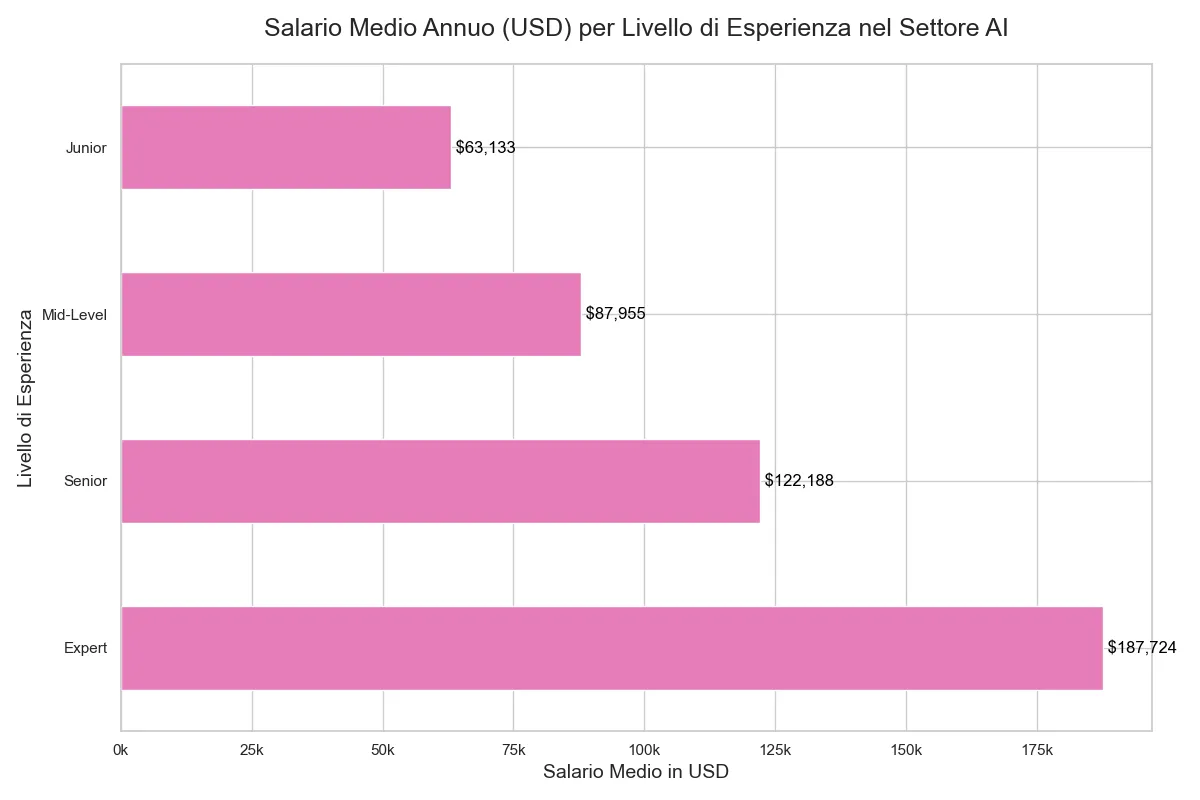 Salario Medio Annuo (USD) per Livello di Esperienza nel Settore AI
Livello di Esperienza
Junior
$63,133
Mid-Level
$87,955
Senior
$122,188
Expert
$187,724
0k
25k
50k
75k
100k
125k
150k
175k
Salario Medio in USD